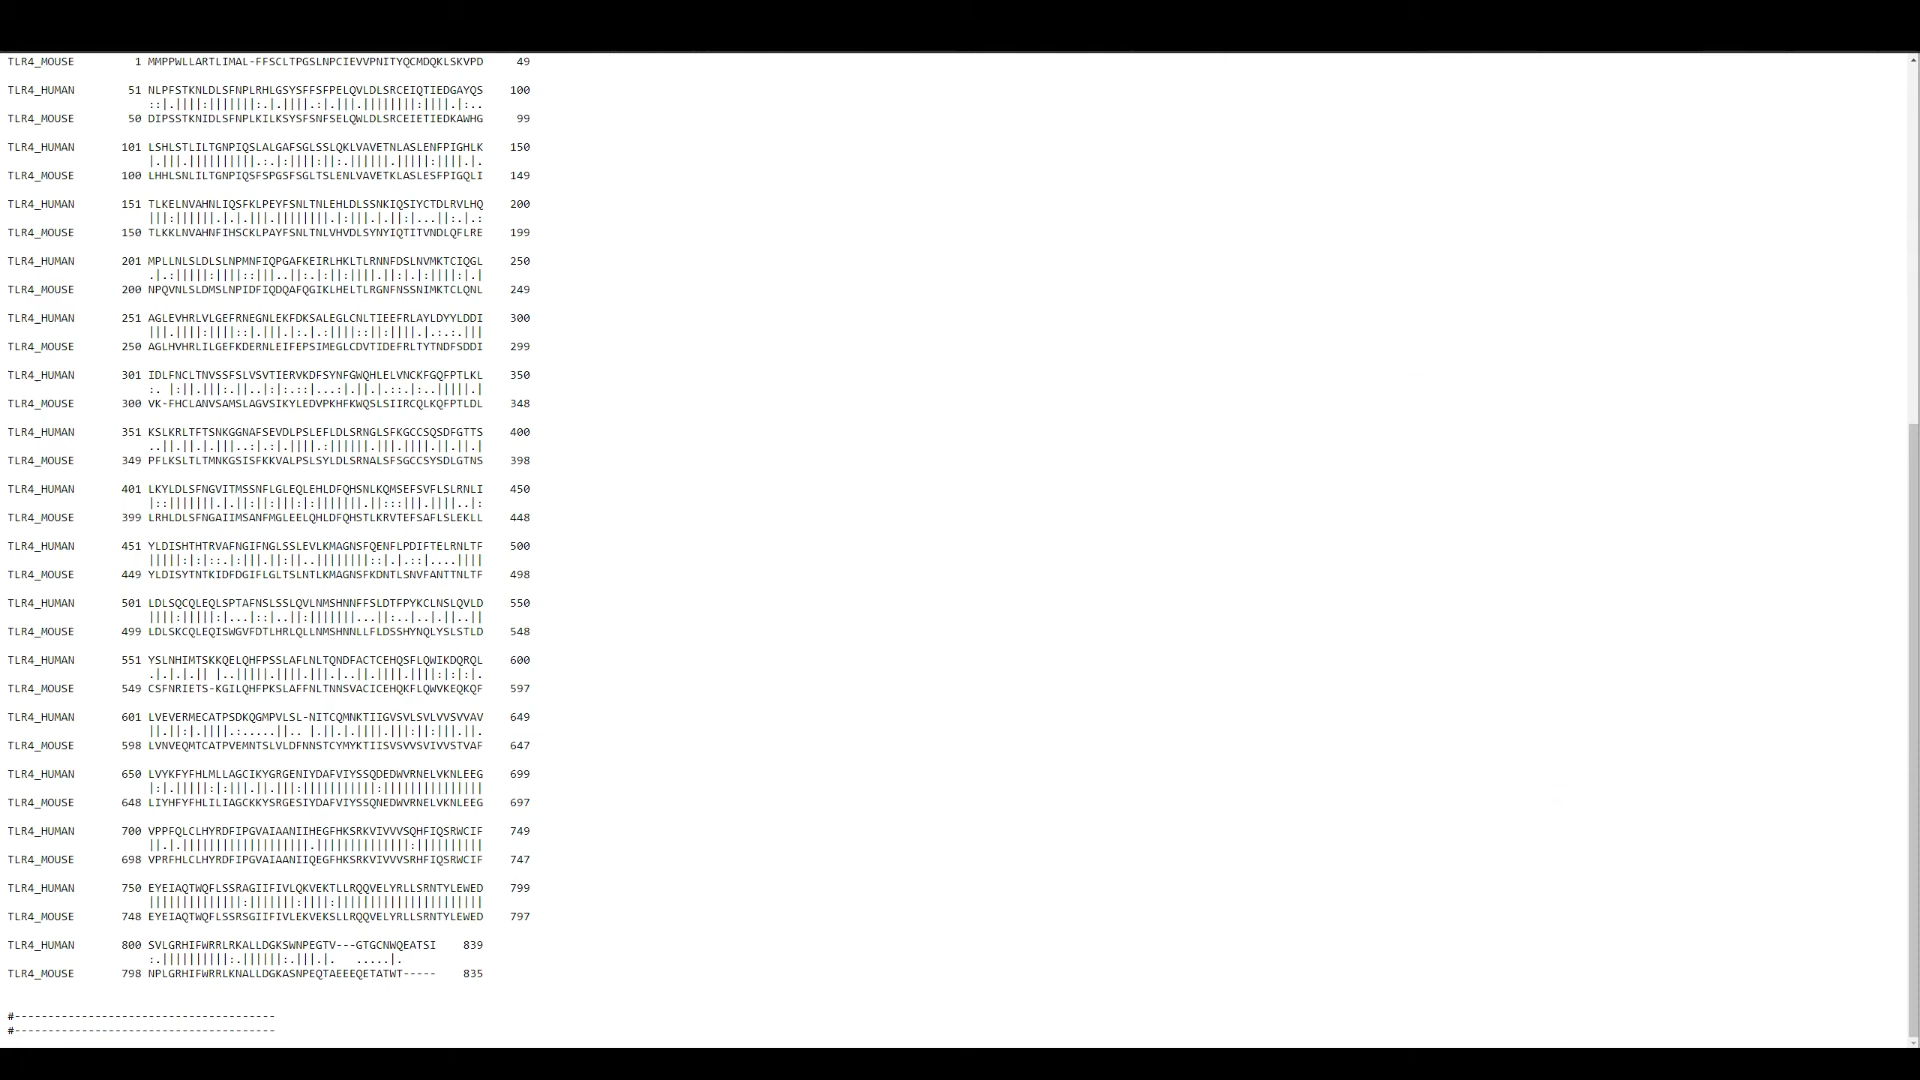 TLR4_MOUSE 1 MMPPWLLARTLIMAL-FFSCLTPGSLNPCIEVVPNITYQCMDQKLSKVPD 49
TLR4_HUMAN 51 NLPFSTKNLDLSFNPLRHLGSYSFFSFPELQVLDLSRCEIQTIEDGAYQS 100
::|.||||:|||||||:.|.||||.:|.|||.||||||||:||||.|:..
TLR4_MOUSE 50 DIPSSTKNIDLSFNPLKILKSYSFSNFSELQWLDLSRCEIETIEDKAWHG 99
TLR4_HUMAN 101 LSHLSTLILTGNPIQSLALGAFSGLSSLQKLVAVETNLASLENFPIGHLK 150
|.|||.||||||||||.:.|:||||:||:.||||||.|||||:||||.|.
TLR4_MOUSE 100 LHHLSNLILTGNPIQSFSPGSFSGLTSLENLVAVETKLASLESFPIGQLI 149
TLR4_HUMAN 151 TLKELNVAHNLIQSFKLPEYFSNLTNLEHLDLSSNKIQSIYCTDLRVLHQ 200
|||:||||||.|.|.|||.||||||||.|:|||.|.||:|...||:.|.:
TLR4_MOUSE 150 TLKKLNVAHNFIHSCKLPAYFSNLTNLVHVDLSYNYIQTITVNDLQFLRE 199
TLR4_HUMAN 201 MPLLNLSLDLSLNPMNFIQPGAFKEIRLHKLTLRNNFDSLNVMKTCIQGL 250
.|.:|||||:||||::|||..||:.|:||:||||.||:|.|:||||:|.|
TLR4_MOUSE 200 NPQVNLSLDMSLNPIDFIQDQAFQGIKLHELTLRGNFNSSNIMKTCLQNL 249
TLR4_HUMAN 251 AGLEVHRLVLGEFRNEGNLEKFDKSALEGLCNLTIEEFRLAYLDYYLDDI 300
|||.||||:||||::|.|||.|:.|.:||||::||:||||.|.:.:.|||
TLR4_MOUSE 250 AGLHVHRLILGEFKDERNLEIFEPSIMEGLCDVTIDEFRLTYTNDFSDDI 299
TLR4_HUMAN 301 IDLFNCLTNVSSFSLVSVTIERVKDFSYNFGWQHLELVNCKFGQFPTLKL 350
:. |:||.|||:.||..|:|:.::|...:|.||.|.::.|:..|||||.|
TLR4_MOUSE 300 VK-FHCLANVSAMSLAGVSIKYLEDVPKHFKWQSLSIIRCQLKQFPTLDL 348
TLR4_HUMAN 351 KSLKRLTFTSNKGGNAFSEVDLPSLEFLDLSRNGLSFKGCCSQSDFGTTS 400
..||.||.|.|||..:|.:|.||||.:||||||.|||.||||.||.||.|
TLR4_MOUSE 349 PFLKSLTLTMNKGSISFKKVALPSLSYLDLSRNALSFSGCCSYSDLGTNS 398
TLR4_HUMAN 401 LKYLDLSFNGVITMSSNFLGLEQLEHLDFQHSNLKQMSEFSVFLSLRNLI 450
|::|||||||.|.||:||:|||:|:|||||||.||:::|||.||||..|:
TLR4_MOUSE 399 LRHLDLSFNGAIIMSANFMGLEELQHLDFQHSTLKRVTEFSAFLSLEKLL 448
TLR4_HUMAN 451 YLDISHTHTRVAFNGIFNGLSSLEVLKMAGNSFQENFLPDIFTELRNLTF 500
|||||:|:|::.|:|||.||:||..||||||||::|.|.::|....||||
TLR4_MOUSE 449 YLDISYTNTKIDFDGIFLGLTSLNTLKMAGNSFKDNTLSNVFANTTNLTF 498
TLR4_HUMAN 501 LDLSQCQLEQLSPTAFNSLSSLQVLNMSHNNFFSLDTFPYKCLNSLQVLD 550
||||:|||||:|...|::|..||:|||||||...||:..|..|.||..||
TLR4_MOUSE 499 LDLSKCQLEQISWGVFDTLHRLQLLNMSHNNLLFLDSSHYNQLYSLSTLD 548
TLR4_HUMAN 551 YSLNHIMTSKKQELQHFPSSLAFLNLTQNDFACTCEHQSFLQWIKDQRQL 600
.|.|.|.|| |..|||||.||||.|||.|..||.||||.||||:|:|:|.
TLR4_MOUSE 549 CSFNRIETS-KGILQHFPKSLAFFNLTNNSVACICEHQKFLQWVKEQKQF 597
TLR4_HUMAN 601 LVEVERMECATPSDKQGMPVLSL-NITCQMNKTIIGVSVLSVLVVSVVAV 649
||.||:|.||||.:.....||.. |.||.|.||||.|||:||:|||.||.
TLR4_MOUSE 598 LVNVEQMTCATPVEMNTSLVLDFNNSTCYMYKTIISVSVVSVIVVSTVAF 647
TLR4_HUMAN 650 LVYKFYFHLMLLAGCIKYGRGENIYDAFVIYSSQDEDWVRNELVKNLEEG 699
|:|.|||||:|:|||.||.|||:|||||||||||:|||||||||||||||
TLR4_MOUSE 648 LIYHFYFHLILIAGCKKYSRGESIYDAFVIYSSQNEDWVRNELVKNLEEG 697
TLR4_HUMAN 700 VPPFQLCLHYRDFIPGVAIAANIIHEGFHKSRKVIVVVSQHFIQSRWCIF 749
||.|.|||||||||||||||||||.||||||||||||||:||||||||||
TLR4_MOUSE 698 VPRFHLCLHYRDFIPGVAIAANIIQEGFHKSRKVIVVVSRHFIQSRWCIF 747
TLR4_HUMAN 750 EYEIAQTWQFLSSRAGIIFIVLQKVEKTLLRQQVELYRLLSRNTYLEWED 799
||||||||||||||:|||||||:||||:||||||||||||||||||||||
TLR4_MOUSE 748 EYEIAQTWQFLSSRSGIIFIVLEKVEKSLLRQQVELYRLLSRNTYLEWED 797
TLR4_HUMAN 800 SVLGRHIFWRRLRKALLDGKSWNPEGTV---GTGCNWQEATSI 839
:.||||||||||:.||||||:.|||.|.   .....|.
TLR4_MOUSE 798 NPLGRHIFWRRLKNALLDGKASNPEQTAEEEQETATWT----- 835
#---------------------------------------
#---------------------------------------